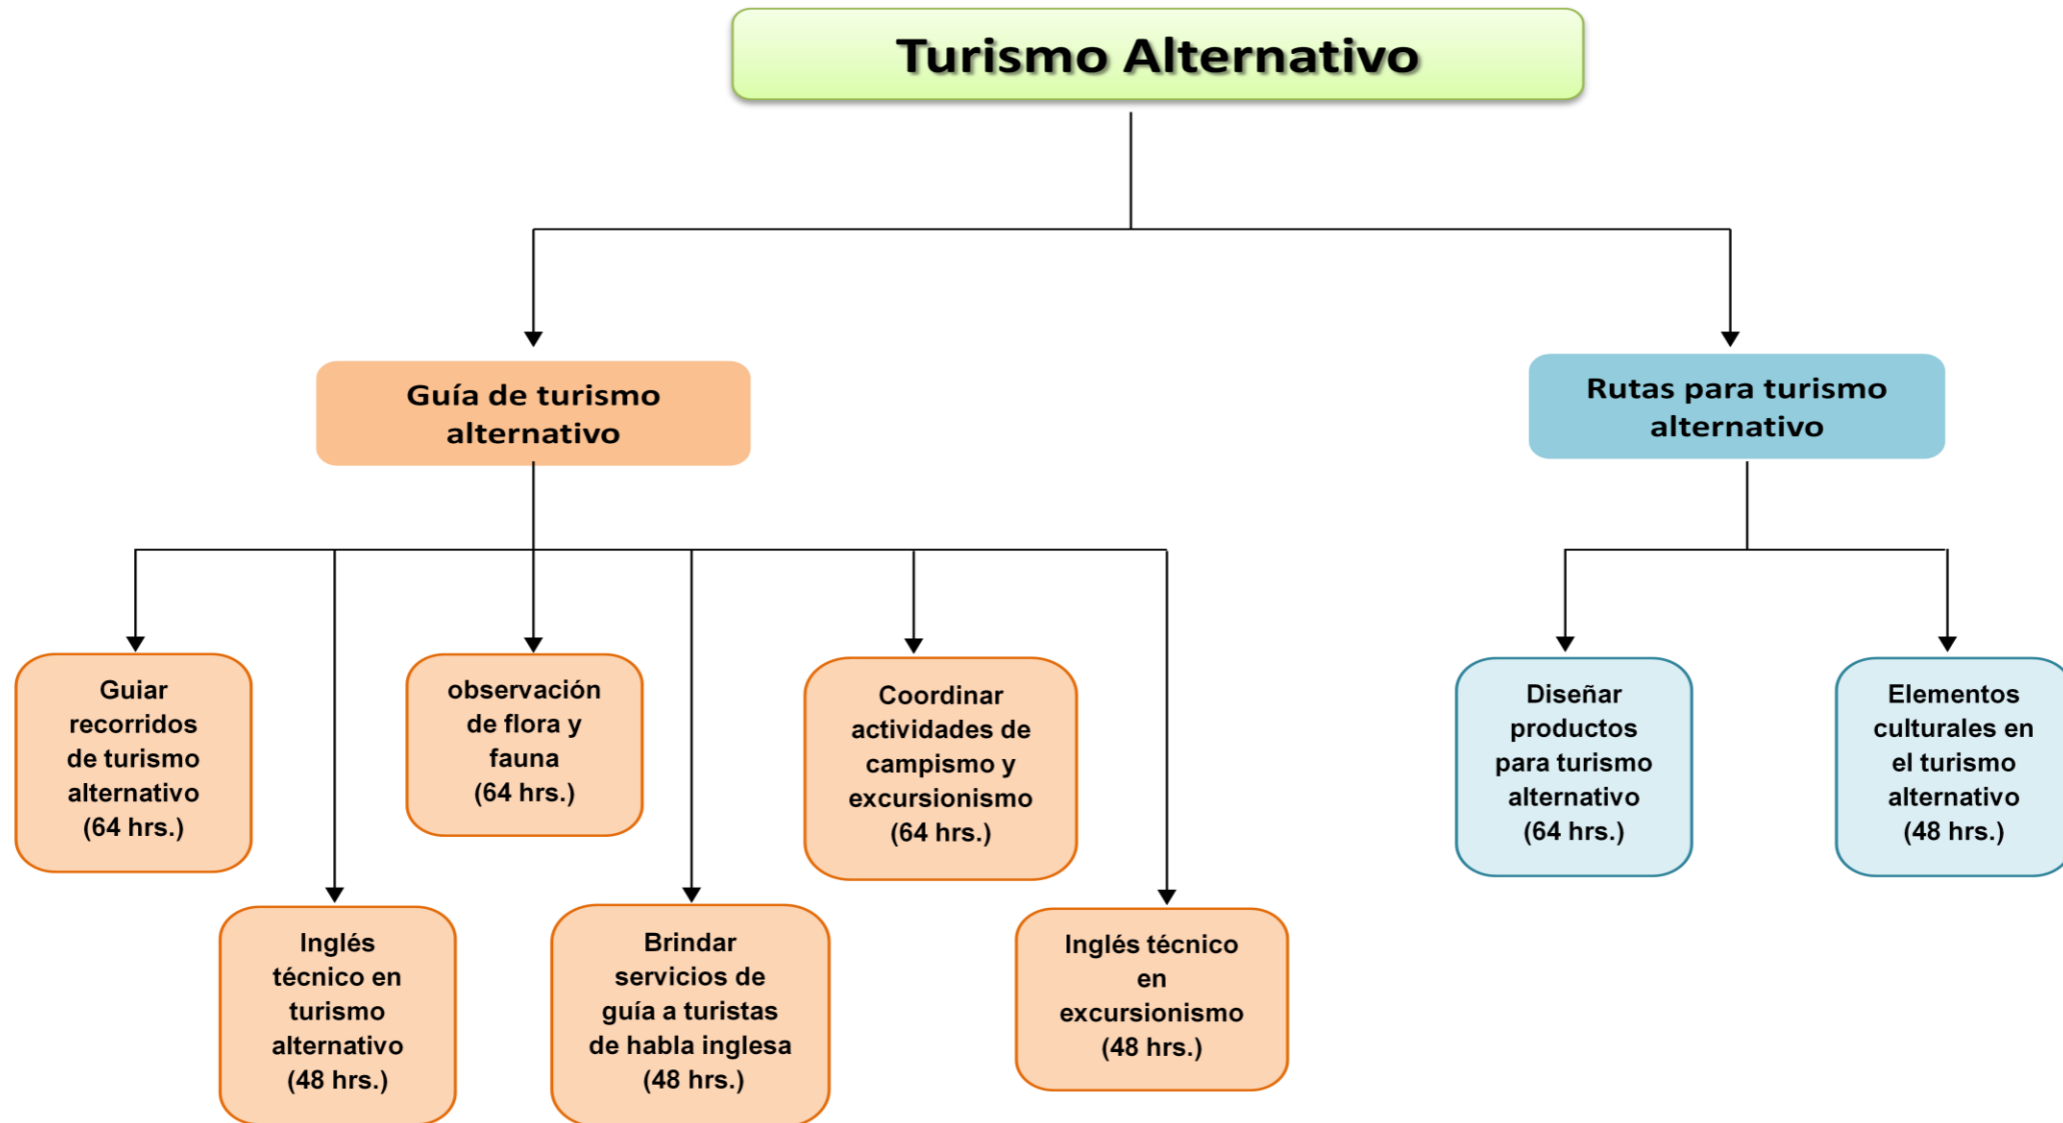 Turismo Alternativo
Guía de turismo
alternativo
Rutas para turismo
alternativo
Guiar
recorridos
de turismo
alternativo
(64 hrs.)
observación
de flora y
fauna
(64 hrs.)
Coordinar
actividades de
campismo y
excursionismo
(64 hrs.)
Diseñar
productos
para turismo
alternativo
(64 hrs.)
Elementos
culturales en
el turismo
alternativo
(48 hrs.)
Inglés
técnico en
turismo
alternativo
(48 hrs.)
Brindar
servicios de
guía a turistas
de habla inglesa
(48 hrs.)
Inglés técnico
en
excursionismo
(48 hrs.)